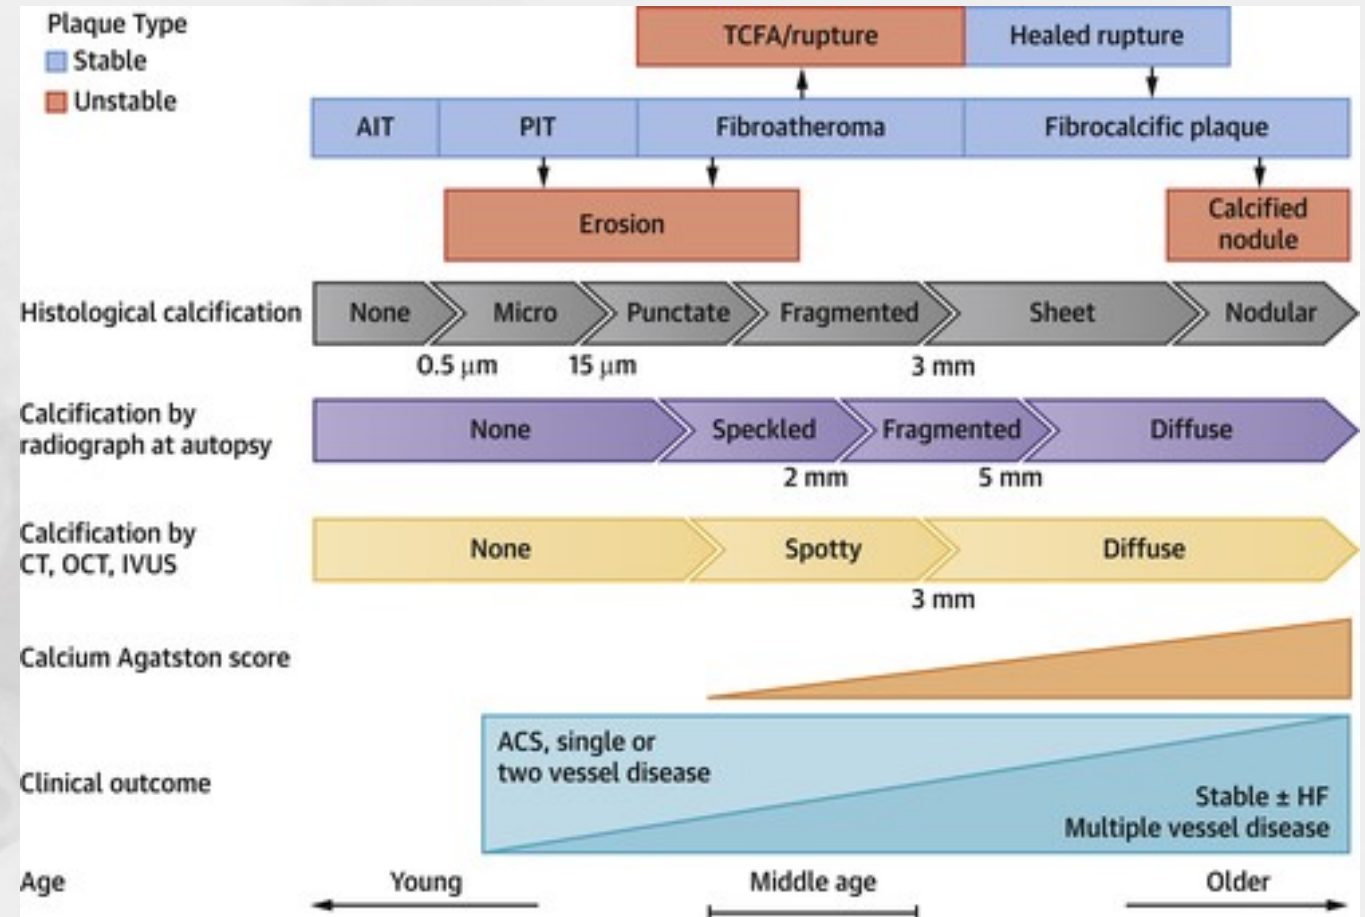 Plaque Type
Stable
Unstable
TCFA/rupture
Healed rupture
AIT
PIT
Fibroatheroma
Fibrocalcific plaque
Erosion
Calcified
nodule
Histological calcification
None
Micro
Punctate
Fragmented
Sheet
Nodular
0.5 μm
15 μm
3 mm
Calcification by
radiograph at autopsy
None
Speckled
Fragmented
Diffuse
2 mm
5 mm
Calcification by
CT, OCT, IVUS
None
Spotty
Diffuse
3 mm
Calcium Agatston score
Clinical outcome
ACS, single or
two vessel disease
Stable ± HF
Multiple vessel disease
Age
Young
Middle age
Older